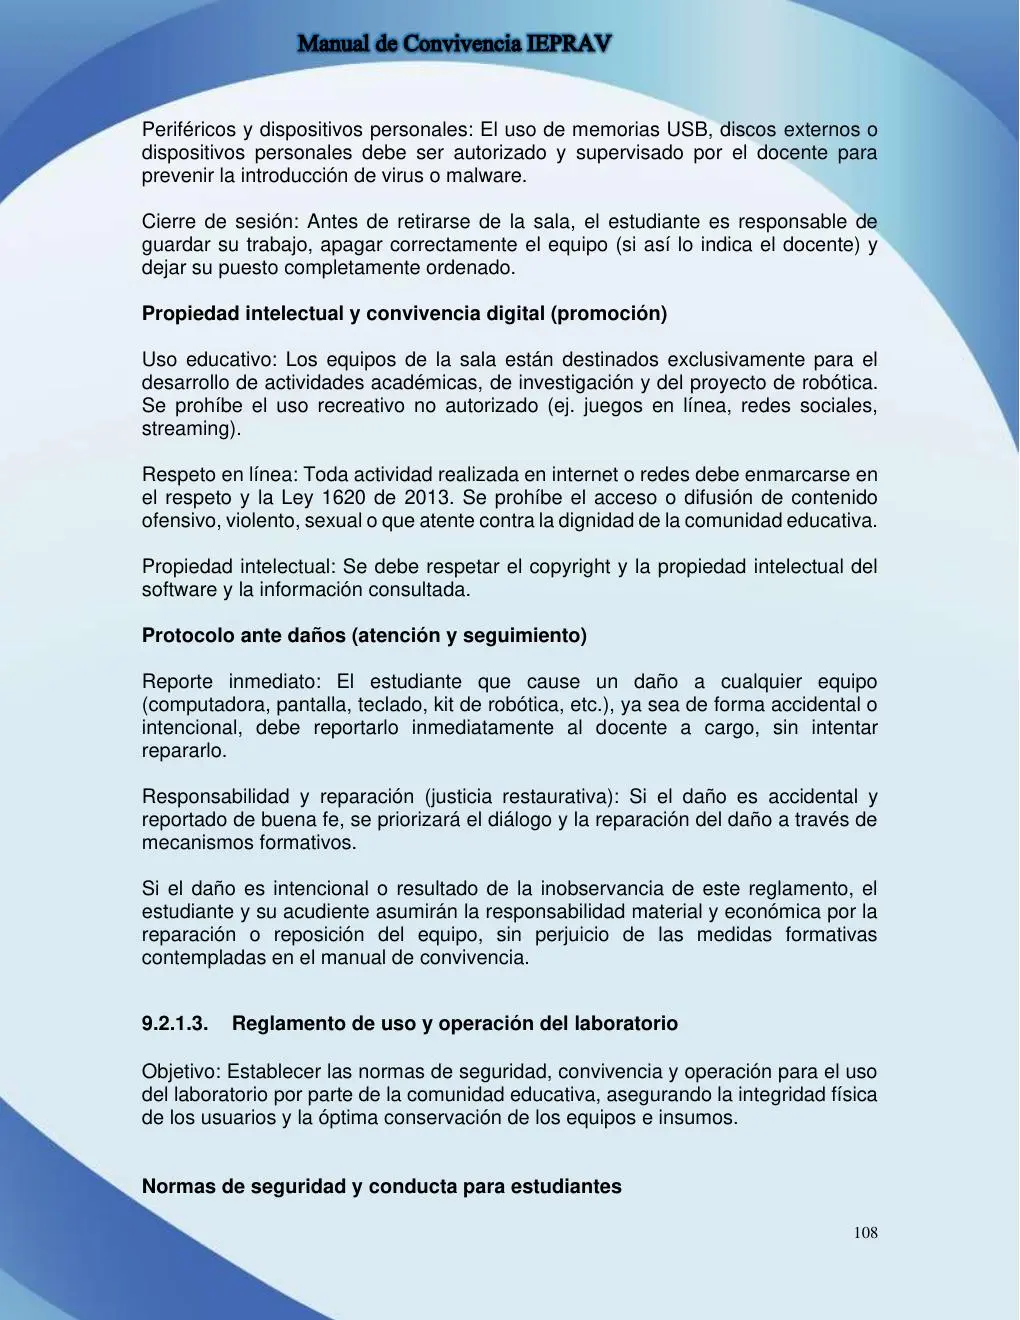 Manual de Convivencia IEPRAV
Periféricos y dispositivos personales: El uso de memorias USB, discos externos o
dispositivos personales debe ser autorizado y supervisado por el docente para
prevenir la introducción de virus o malware.
Cierre de sesión: Antes de retirarse de la sala, el estudiante es responsable de
guardar su trabajo, apagar correctamente el equipo (si así lo indica el docente) y
dejar su puesto completamente ordenado.
Propiedad intelectual y convivencia digital (promoción)
Uso educativo: Los equipos de la sala están destinados exclusivamente para el
desarrollo de actividades académicas, de investigación y del proyecto de robótica.
Se prohíbe el uso recreativo no autorizado (ej. juegos en línea, redes sociales,
streaming).
Respeto en línea: Toda actividad realizada en internet o redes debe enmarcarse en
el respeto y la Ley 1620 de 2013. Se prohíbe el acceso o difusión de contenido
ofensivo, violento, sexual o que atente contra la dignidad de la comunidad educativa.
Propiedad intelectual: Se debe respetar el copyright y la propiedad intelectual del
software y la información consultada.
Protocolo ante daños (atención y seguimiento)
Reporte inmediato: El estudiante que cause un daño a cualquier equipo
(computadora, pantalla, teclado, kit de robótica, etc.), ya sea de forma accidental o
intencional, debe reportarlo inmediatamente al docente a cargo, sin intentar
repararlo.
Responsabilidad y reparación (justicia restaurativa): Si el daño es accidental y
reportado de buena fe, se priorizará el diálogo y la reparación del daño a través de
mecanismos formativos.
Si el daño es intencional o resultado de la inobservancia de este reglamento, el
estudiante y su acudiente asumirán la responsabilidad material y económica por la
reparación o reposición del equipo, sin perjuicio de las medidas formativas
contempladas en el manual de convivencia.
9.2.1.3. Reglamento de uso y operación del laboratorio
Objetivo: Establecer las normas de seguridad, convivencia y operación para el uso
del laboratorio por parte de la comunidad educativa, asegurando la integridad física
de los usuarios y la óptima conservación de los equipos e insumos.
Normas de seguridad y conducta para estudiantes
108